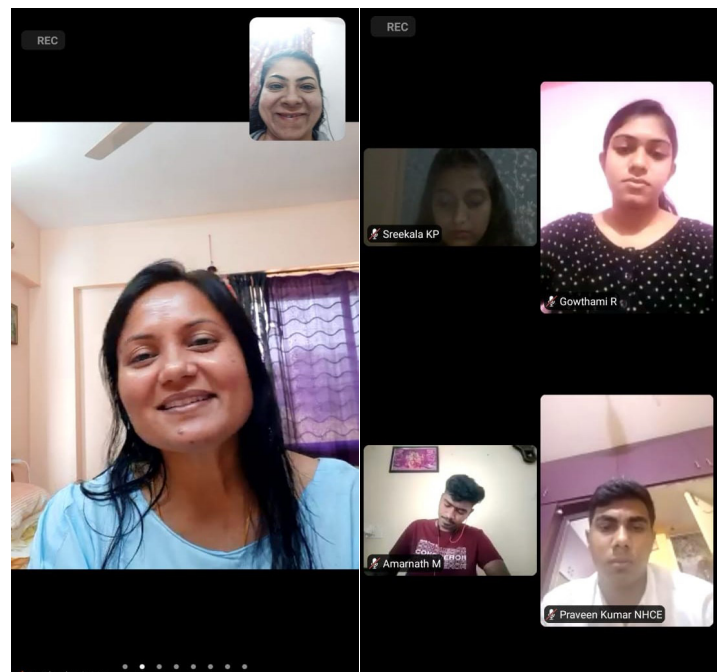 REC
REC
Sreekala KP
Gowthami R
Amarnath M
Praveen Kumar NHCE